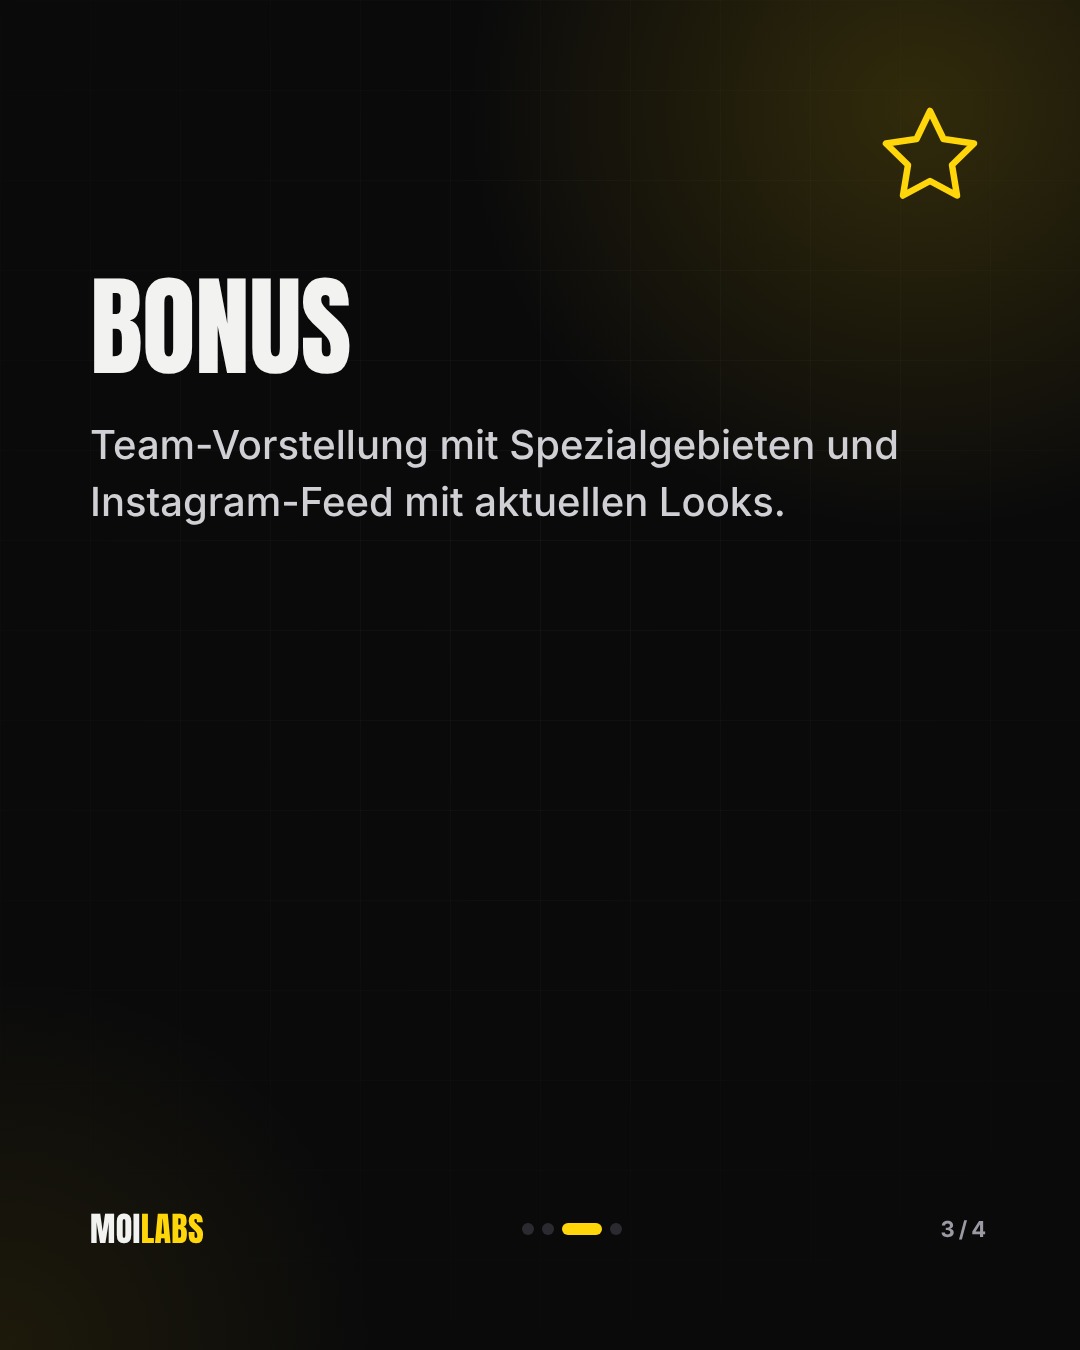 BONUS
Team-Vorstellung mit Spezialgebieten und
Instagram-Feed mit aktuellen Looks.
MOILABS
3 / 4